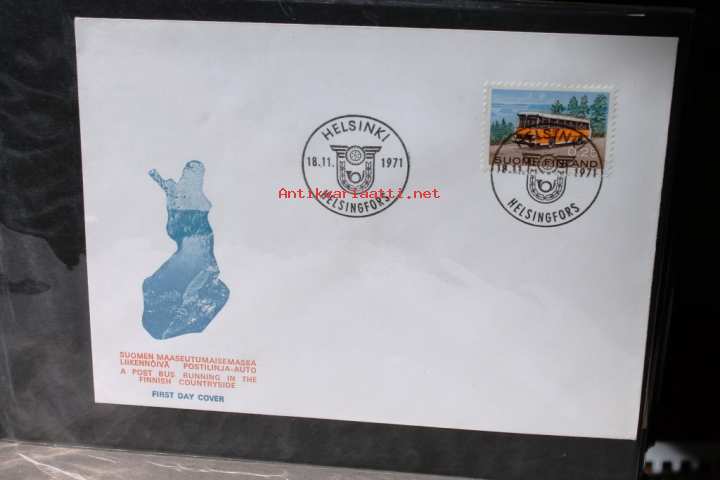 HELSINKI
18.11. 1971
HELSINGFORS
Antikvariaatti.net
SUOMI FINLAND
18.11. 1971
HELSINGFORS
SUOMEN MAASEUTUMAISEMASSA
LIIKENNÖIVÄ POSTILINJA-AUTO
A POST BUS RUNNING IN THE
FINNISH COUNTRYSIDE
FIRST DAY COVER